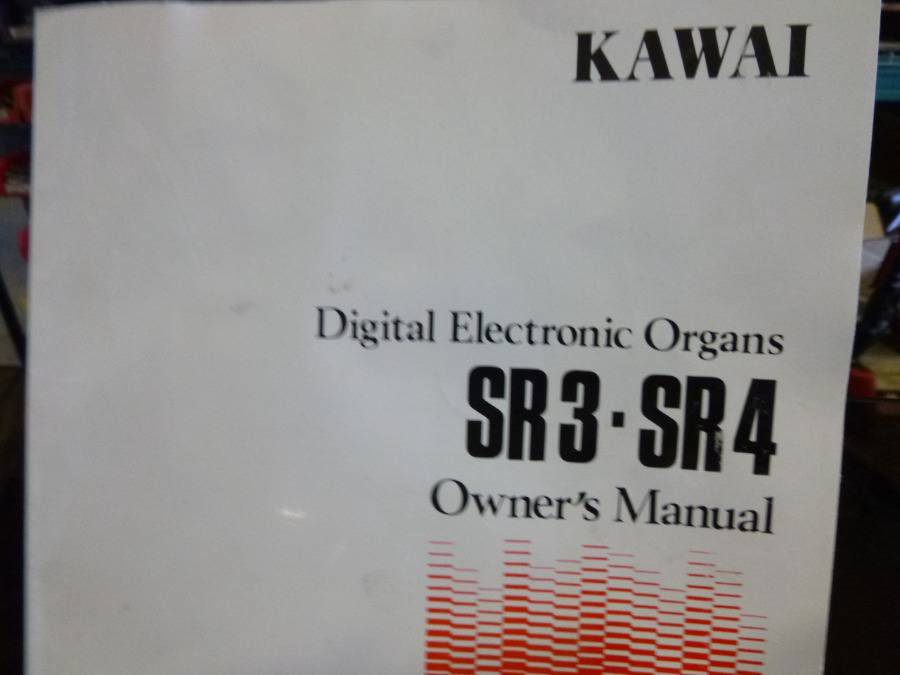 KAWAI
Digital Electronic Organs
SR3·SR4
Owner's Manual